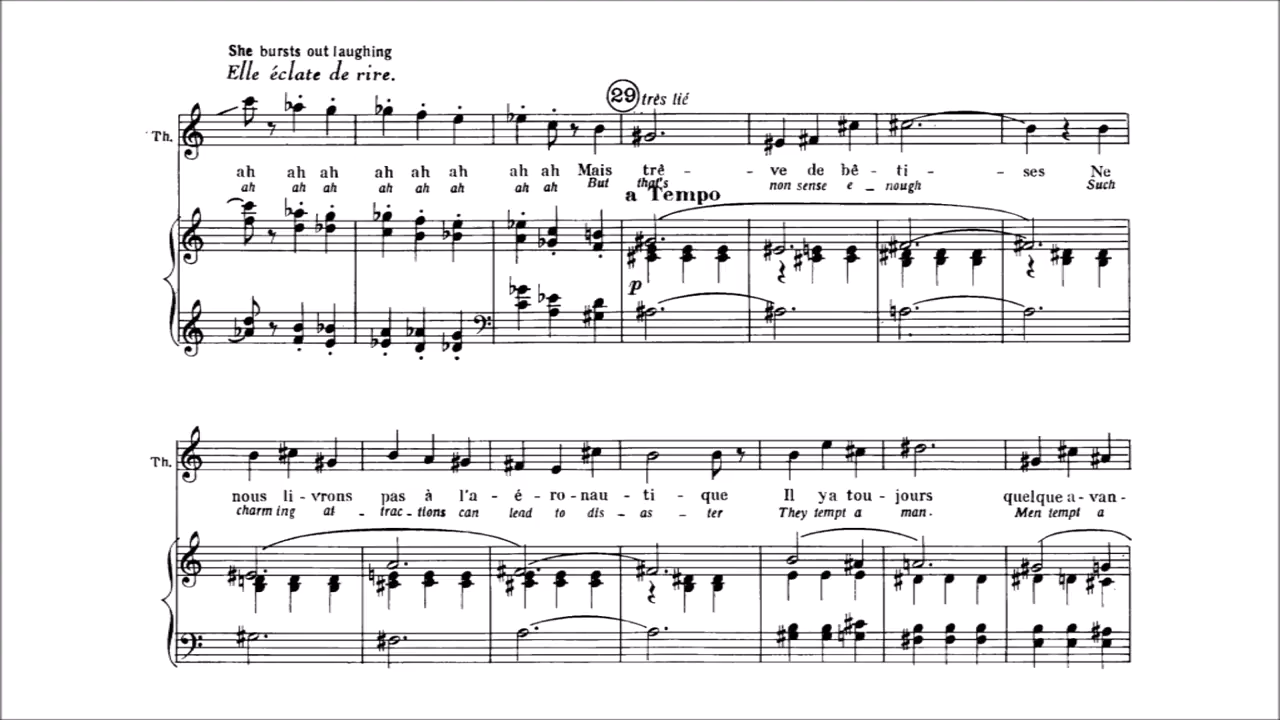 She bursts out laughing
Elle éclate de rire.
29 très lié
Th.
ah ah ah ah ah ah ah ah Mais trê - - ve de bê - ti - - ses Ne
ah ah ah ah ah ah ah ah But that's non sense e - nough Such
a Tempo
p
Th.
nous li - vrons pas à l'a - é - ro - nau - ti - que Il y a tou - jours quelque a - van -
charming at - trac - tions can lead to dis - as - ter They tempt a man. Men tempt a